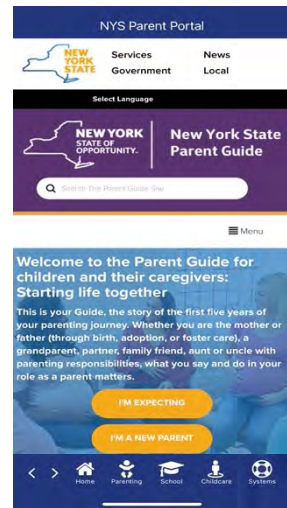 NYS Parent Portal
NEW YORK STATE
Services
News
Government
Local
Select Language
NEW YORK
STATE OF
OPPORTUNITY.
New York State
Parent Guide
Search the Parent Guide Site
Menu
Welcome to the Parent Guide for
children and their caregivers:
Starting life together
This is your Guide, the story of the first five years of
your parenting journey. Whether you are the mother or
father (through birth, adoption, or foster care), a
grandparent, partner, family friend, aunt or uncle with
parenting responsibilities, what you say and do in your
role as a parent matters.
I'M EXPECTING
I'M A NEW PARENT
Home
Parenting
School
Childcare
Systems